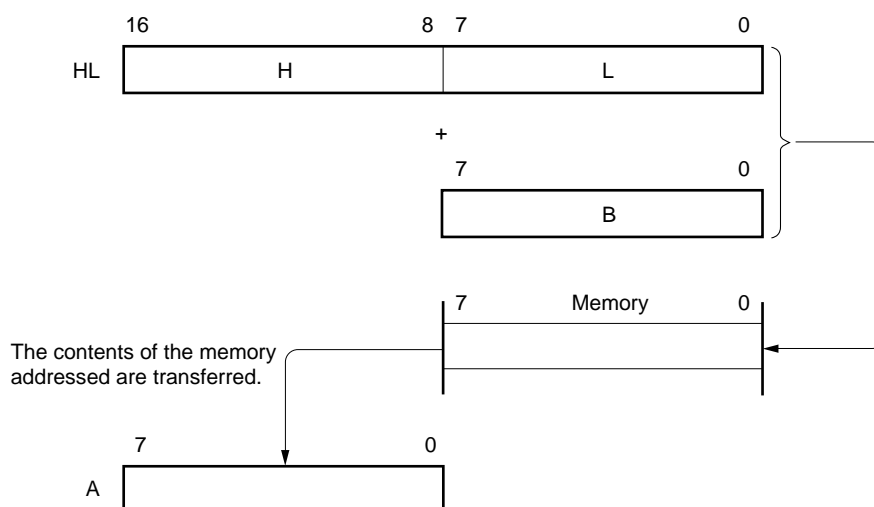 16 8 7 0
HL H L
+
7 0
B
7 Memory 0
The contents of the memory
addressed are transferred.
7 0
A